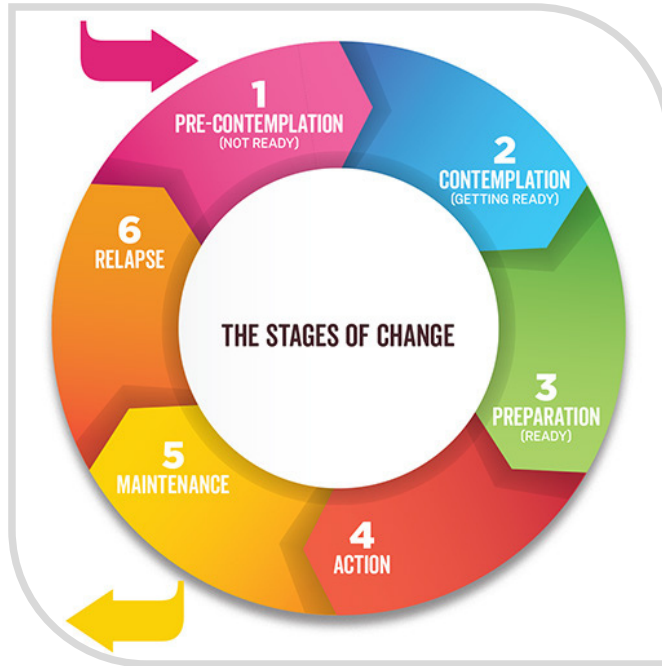 1
PRE-CONTEMPLATION
(NOT READY)
2
CONTEMPLATION
(GETTING READY)
3
PREPARATION
(READY)
4
ACTION
5
MAINTENANCE
6
RELAPSE
THE STAGES OF CHANGE